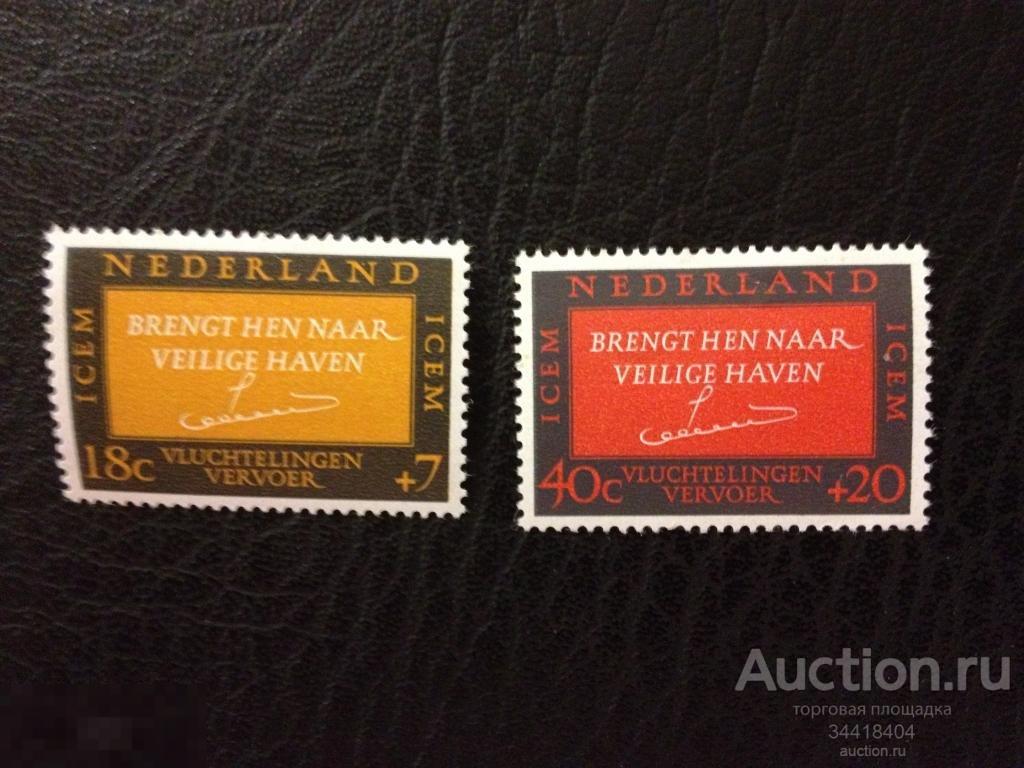 NEDERLAND
ICEM
BRENGT HEN NAAR
VEILIGE HAVEN
ICEM
18c
VLUCHTELINGEN
VERVOER
+7
NEDERLAND
ICEM
BRENGT HEN NAAR
VEILIGE HAVEN
ICEM
40c
VLUCHTELINGEN
VERVOER
+20
Auction.ru
торговая площадка
34418404
auction.ru